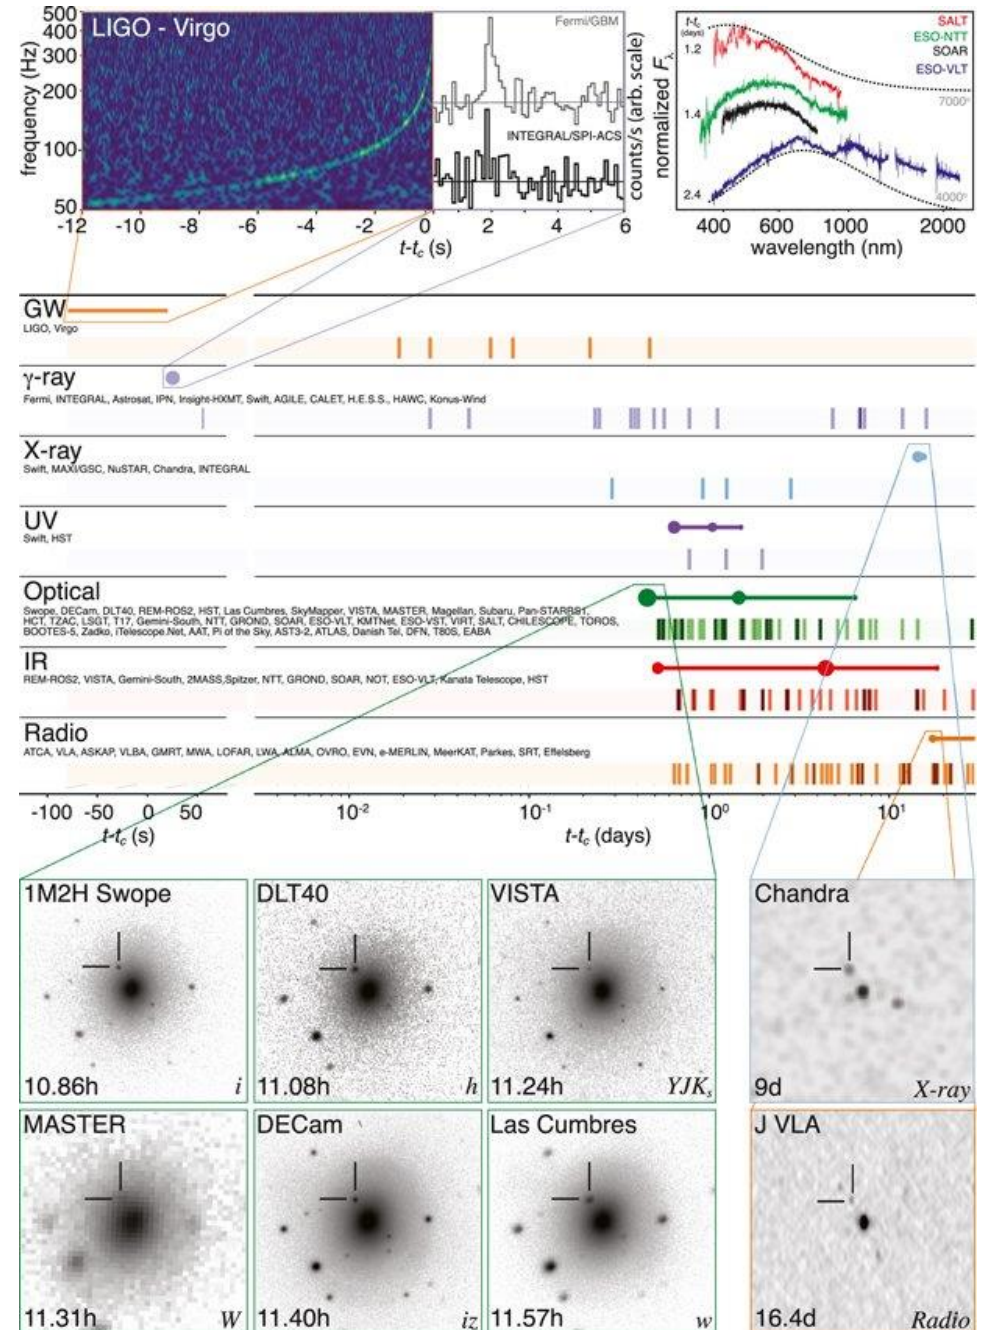 LIGO - Virgo
Fermi/GBM
INTEGRAL/SPI-ACS
frequency (Hz)
500
400
300
200
100
50
-12 -10 -8 -6 -4 -2 0 2 4 6
t-tc (s)
counts/s (arb. scale)
normalized Fλ
t-tc
(days)
1.2
1.4
2.4
SALT
ESO-NTT
SOAR
ESO-VLT
7000°
4000°
400 600 1000 2000
wavelength (nm)
GW
LIGO, Virgo
γ-ray
Fermi, INTEGRAL, Astrosat, IPN, Insight-HXMT, Swift, AGILE, CALET, H.E.S.S., HAWC, Konus-Wind
X-ray
Swift, MAXI/GSC, NuSTAR, Chandra, INTEGRAL
UV
Swift, HST
Optical
Swope, DECam, DLT40, REM-ROS2, HST, Las Cumbres, SkyMapper, VISTA, MASTER, Magellan, Subaru, Pan-STARRS1,
HCT, TZAC, LSGT, T17, Gemini-South, NTT, GROND, SOAR, ESO-VLT, KMTNet, ESO-VST, VIRT, SALT, CHILESCOPE, TOROS,
BOOTES-5, Zadko, iTelescope.Net, AAT, Pi of the Sky, AST3-2, ATLAS, Danish Tel, DFN, T80S, EABA
IR
REM-ROS2, VISTA, Gemini-South, 2MASS,Spitzer, NTT, GROND, SOAR, NOT, ESO-VLT, Kanata Telescope, HST
Radio
ATCA, VLA, ASKAP, VLBA, GMRT, MWA, LOFAR, LWA, ALMA, OVRO, EVN, e-MERLIN, MeerKAT, Parkes, SRT, Effelsberg
-100 -50 0 50 10-2 10-1 100 101
t-tc (s) t-tc (days)
1M2H Swope
10.86h i
DLT40
11.08h h
VISTA
11.24h YJKs
Chandra
9d X-ray
MASTER
11.31h W
DECam
11.40h iz
Las Cumbres
11.57h w
J VLA
16.4d Radio